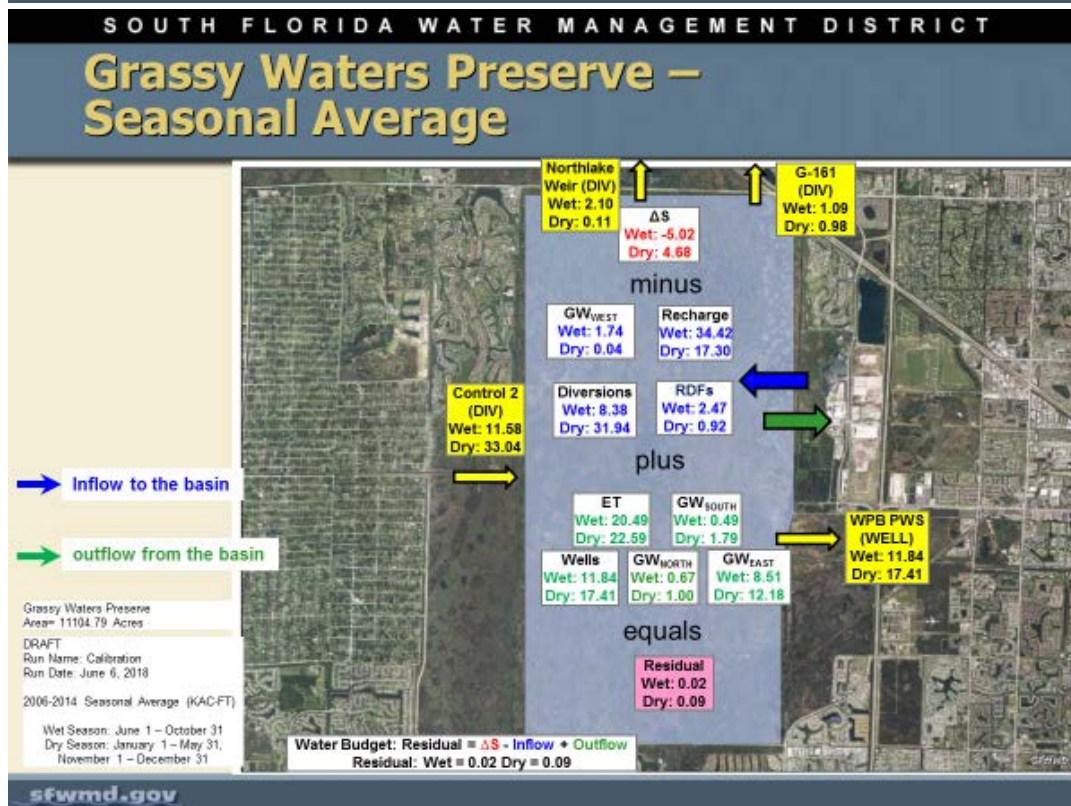 SOUTH FLORIDA WATER MANAGEMENT DISTRICT
Grassy Waters Preserve –
Seasonal Average
Northlake
Weir (DIV)
Wet: 2.10
Dry: 0.11
G-161
(DIV)
Wet: 1.09
Dry: 0.98
ΔS
Wet: -5.02
Dry: 4.68
minus
GWWEST
Wet: 1.74
Dry: 0.04
Recharge
Wet: 34.42
Dry: 17.30
Control 2
(DIV)
Wet: 11.58
Dry: 33.04
Diversions
Wet: 8.38
Dry: 31.94
RDFs
Wet: 2.47
Dry: 0.92
plus
Inflow to the basin
outflow from the basin
ET
Wet: 20.49
Dry: 22.59
GWSOUTH
Wet: 0.49
Dry: 1.79
WPB PWS
(WELL)
Wet: 11.84
Dry: 17.41
Wells
Wet: 11.84
Dry: 17.41
GWNORTH
Wet: 0.67
Dry: 1.00
GWEAST
Wet: 8.51
Dry: 12.18
equals
Residual
Wet: 0.02
Dry: 0.09
Grassy Waters Preserve
Area= 11104.79 Acres
DRAFT
Run Name: Calibration
Run Date: June 6, 2018
2006-2014 Seasonal Average (KAC-FT)
Wet Season: June 1 – October 31
Dry Season: January 1 – May 31,
November 1 – December 31
Water Budget: Residual = ΔS - Inflow + Outflow
Residual: Wet = 0.02 Dry = 0.09
SFWMD
sfwmd.gov